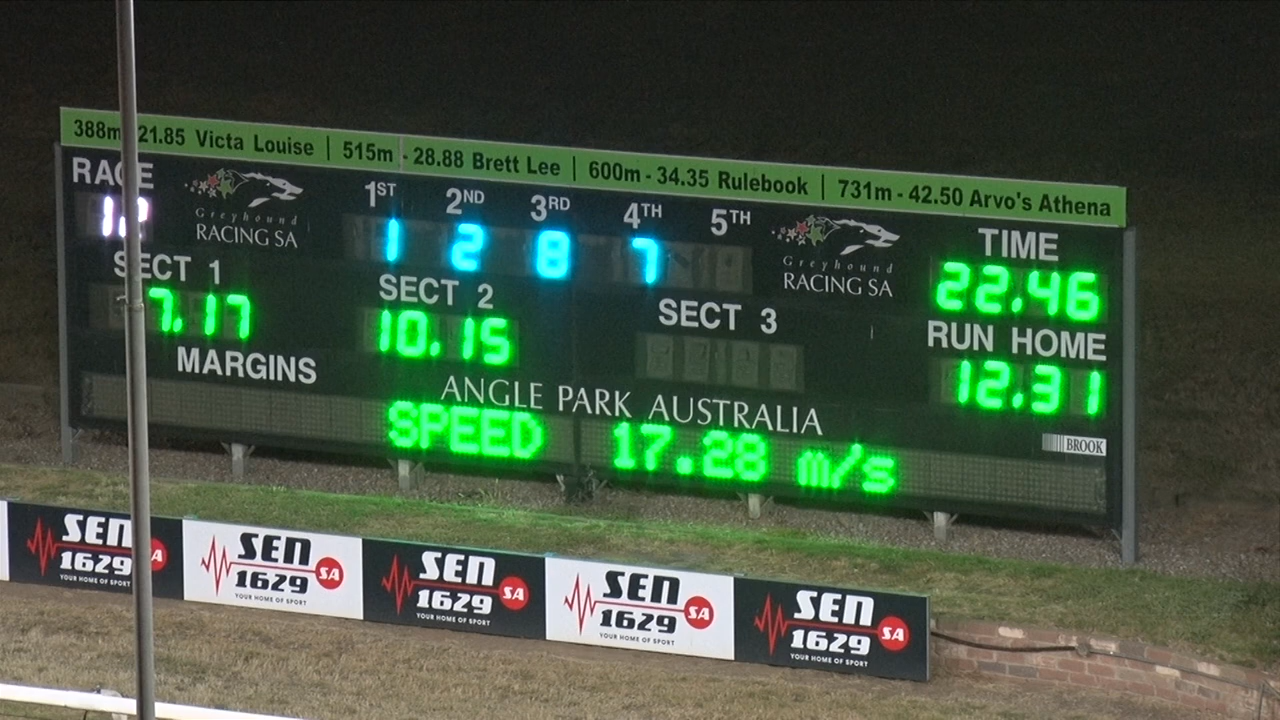 388m 21.85 Victa Louise | 515m - 28.88 Brett Lee | 600m - 34.35 Rulebook | 731m - 42.50 Arvo's Athena
RACE
Greyhound
RACING SA
1ST 2ND 3RD 4TH 5TH
1 2 8 7
Greyhound
RACING SA
TIME
22.46
SECT 1
7.17
SECT 2
10.15
SECT 3
RUN HOME
12.31
MARGINS
ANGLE PARK AUSTRALIA
SPEED 17.28 m/s
BROOK
SEN
1629 SA
YOUR HOME OF SPORT
SEN
1629 SA
YOUR HOME OF SPORT
SEN
1629 SA
YOUR HOME OF SPORT
SEN
1629 SA
YOUR HOME OF SPORT
SEN
1629 SA
YOUR HOME OF SPORT